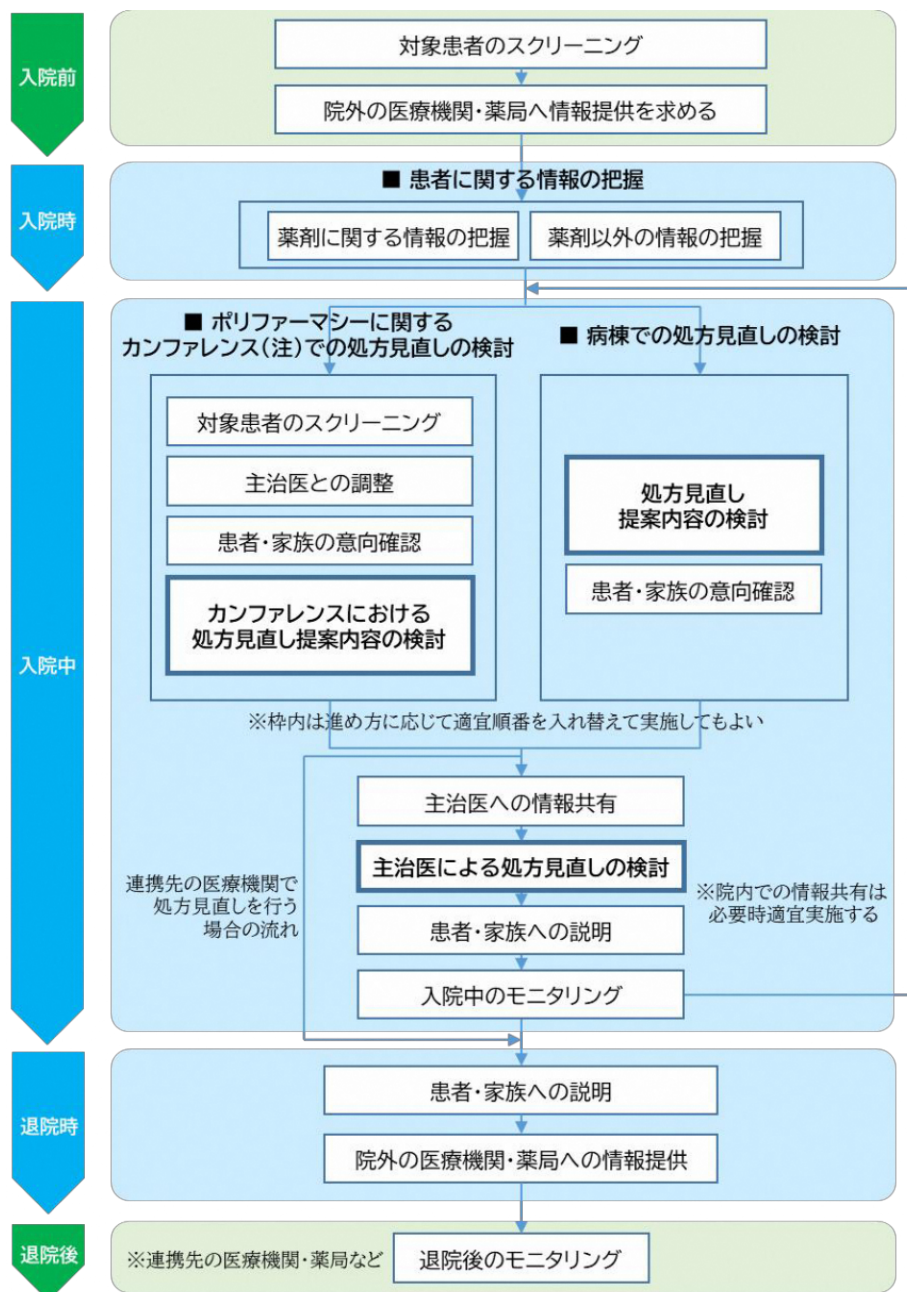 入院前
対象患者のスクリーニング
院外の医療機関・薬局へ情報提供を求める
入院時
■ 患者に関する情報の把握
薬剤に関する情報の把握
薬剤以外の情報の把握
入院中
■ ポリファーマシーに関する
カンファレンス(注)での処方見直しの検討
対象患者のスクリーニング
主治医との調整
患者・家族の意向確認
カンファレンスにおける
処方見直し提案内容の検討
■ 病棟での処方見直しの検討
処方見直し
提案内容の検討
患者・家族の意向確認
※枠内は進め方に応じて適宜順番を入れ替えて実施してもよい
主治医への情報共有
主治医による処方見直しの検討
患者・家族への説明
入院中のモニタリング
連携先の医療機関で
処方見直しを行う
場合の流れ
※院内での情報共有は
必要時適宜実施する
退院時
患者・家族への説明
院外の医療機関・薬局への情報提供
退院後
※連携先の医療機関・薬局など
退院後のモニタリング